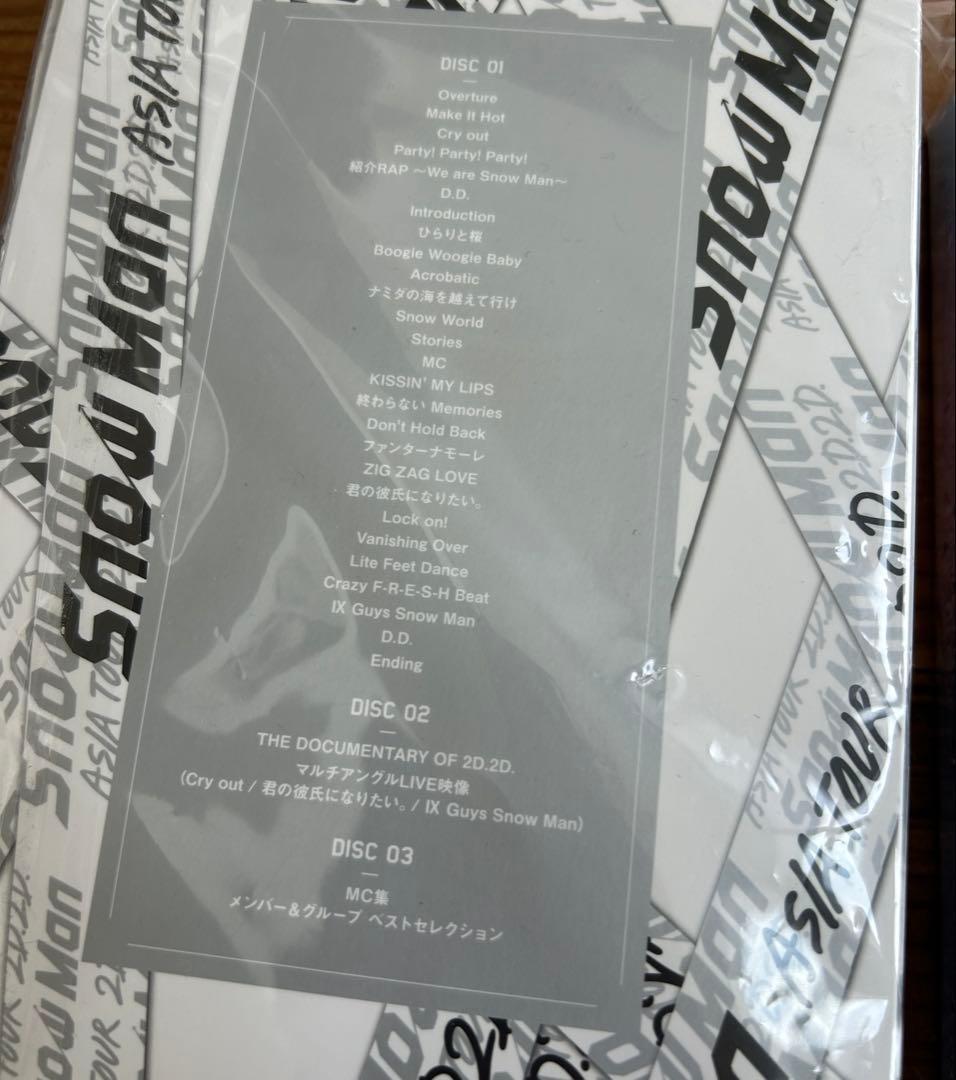 DISC 01
Overture
Make It Hot
Cry out
Party! Party! Party!
紹介RAP ～We are Snow Man～
D.D.
Introduction
ひらりと桜
Boogie Woogie Baby
Acrobatic
ナミダの海を越えて行け
Snow World
Stories
MC
KISSIN' MY LIPS
終わらない Memories
Don't Hold Back
ファンターナモーレ
ZIG ZAG LOVE
君の彼氏になりたい。
Lock on!
Vanishing Over
Lite Feet Dance
Crazy F-R-E-S-H Beat
IX Guys Snow Man
D.D.
Ending
DISC 02
THE DOCUMENTARY OF 2D.2D.
マルチアングルLIVE映像
(Cry out / 君の彼氏になりたい。/ IX Guys Snow Man)
DISC 03
MC集
メンバー＆グループ ベストセレクション
Snow Man
ASIA TOU
Snow Man
ASIA TOUR
Snow Man
ASIA TOUR 2D.2D.